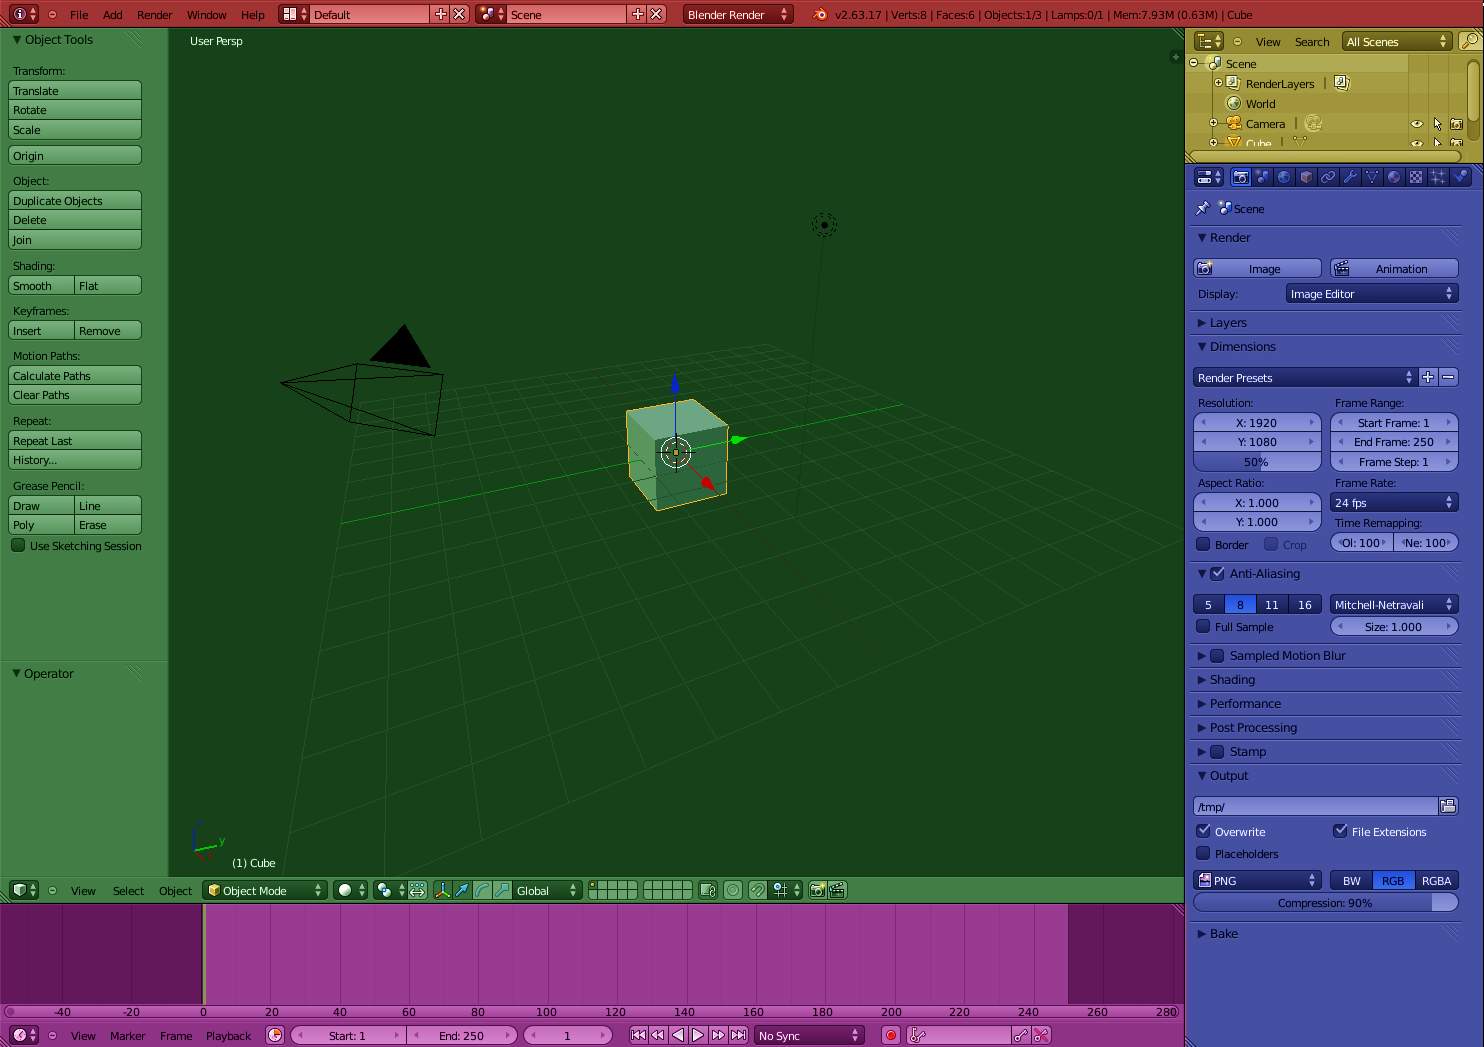 File Add Render Window Help Default Scene Blender Render v2.63.17 | Verts:8 | Faces:6 | Objects:1/3 | Lamps:0/1 | Mem:7.93M (0.63M) | Cube
Object Tools
Transform:
Translate
Rotate
Scale
Origin
Object:
Duplicate Objects
Delete
Join
Shading:
Smooth Flat
Keyframes:
Insert Remove
Motion Paths:
Calculate Paths
Clear Paths
Repeat:
Repeat Last
History...
Grease Pencil:
Draw Line
Poly Erase
Use Sketching Session
Operator
User Persp
y
(1) Cube
View Select Object Object Mode Global
-40 -20 0 20 40 60 80 100 120 140 160 180 200 220 240 260 280
View Marker Frame Playback Start: 1 End: 250 1 No Sync
View Search All Scenes
Scene
RenderLayers
World
Camera
Cube
Scene
Render
Image Animation
Display: Image Editor
Layers
Dimensions
Render Presets
Resolution: Frame Range:
X: 1920 Start Frame: 1
Y: 1080 End Frame: 250
50% Frame Step: 1
Aspect Ratio: Frame Rate:
X: 1.000 24 fps
Y: 1.000 Time Remapping:
Border Crop Ol: 100 Ne: 100
Anti-Aliasing
5 8 11 16 Mitchell-Netravali
Full Sample Size: 1.000
Sampled Motion Blur
Shading
Performance
Post Processing
Stamp
Output
/tmp/
Overwrite File Extensions
Placeholders
PNG BW RGB RGBA
Compression: 90%
Bake